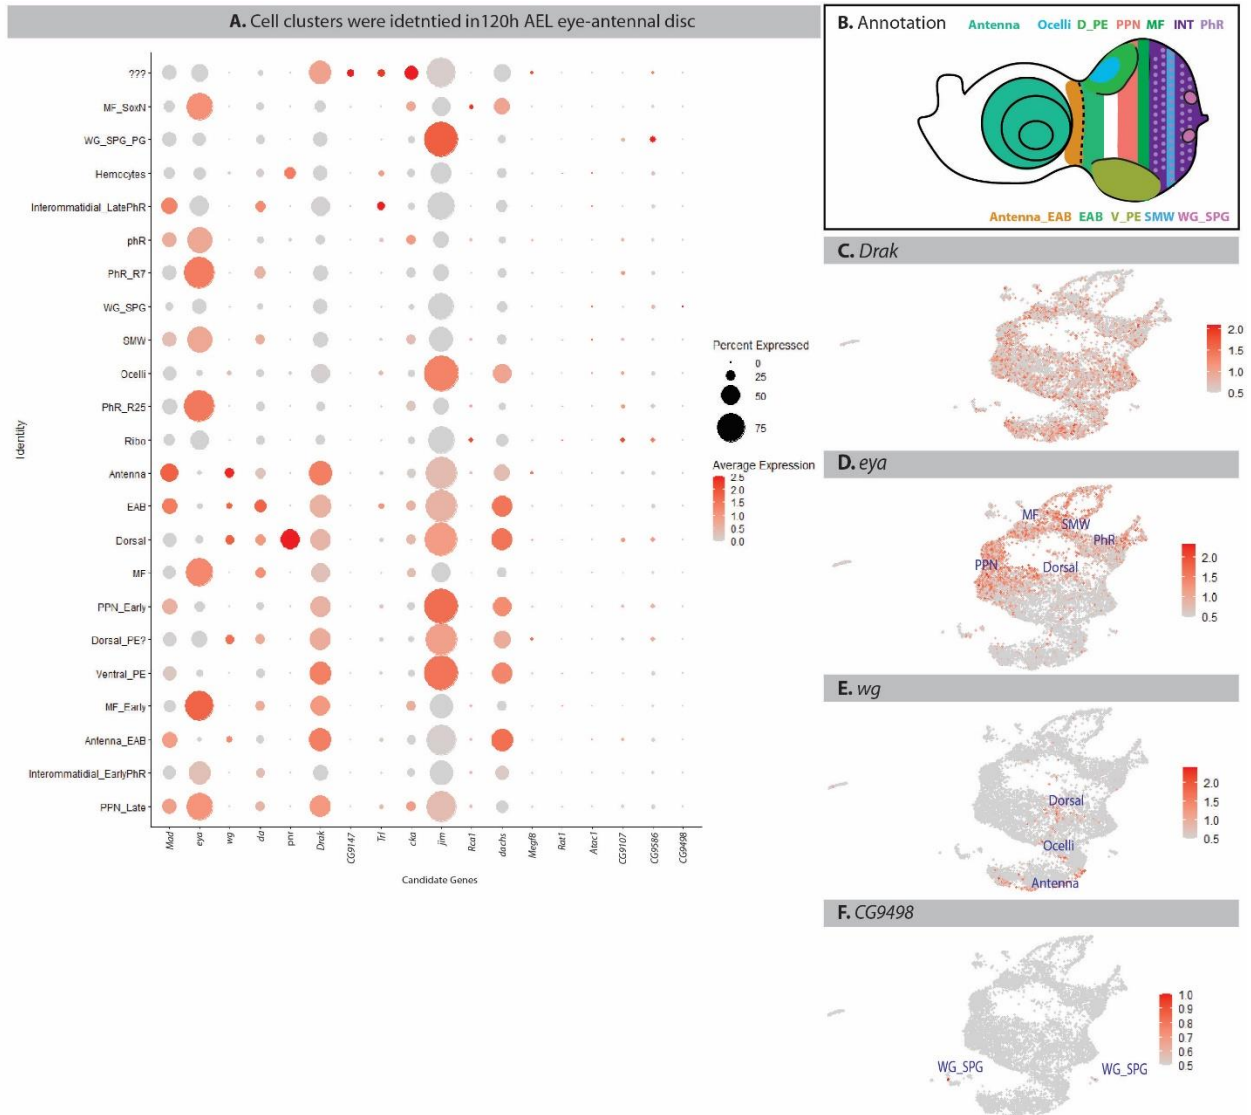 A. Cell clusters were idetntied in120h AEL eye-antennal disc
???
MF_SoxN
WG_SPG_PG
Hemocytes
Interommatidial_LatePhR
phR
PhR_R7
WG_SPG
SMW
Ocelli
PhR_R25
Ribo
Antenna
EAB
Dorsal
MF
PPN_Early
Dorsal_PE?
Ventral_PE
MF_Early
Antenna_EAB
Interommatidial_EarlyPhR
PPN_Late
Identity
Mad eya wg da pnr Drak CG9147 Trl cka jim Rca1 dachs Megf8 Rat1 Atac1 CG9107 CG9586 CG9498
Candidate Genes
Percent Expressed
0
25
50
75
Average Expression
2.5
2.0
1.5
1.0
0.5
0.0
B. Annotation
Antenna Ocelli D_PE PPN MF INT PhR
Antenna_EAB EAB V_PE SMW WG_SPG
C. Drak
2.0
1.5
1.0
0.5
D. eya
MF
SMW
PhR
PPN
Dorsal
2.0
1.5
1.0
0.5
E. wg
Dorsal
Ocelli
Antenna
2.0
1.5
1.0
0.5
F. CG9498
WG_SPG
WG_SPG
1.0
0.9
0.8
0.7
0.6
0.5